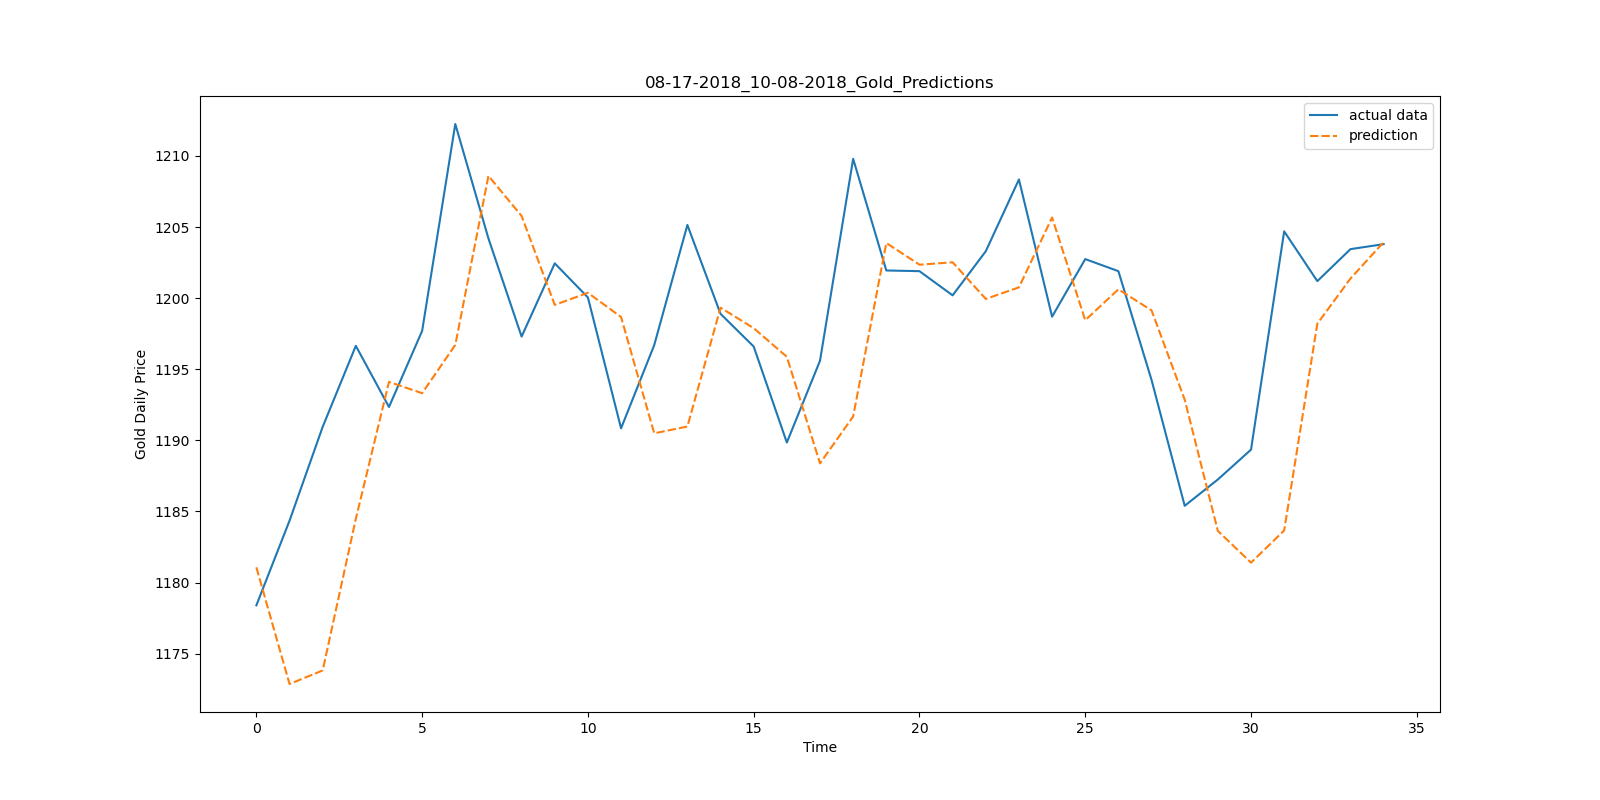 08-17-2018_10-08-2018_Gold_Predictions
actual data
prediction
1210
1205
1200
1195
1190
1185
1180
1175
Gold Daily Price
0 5 10 15 20 25 30 35
Time